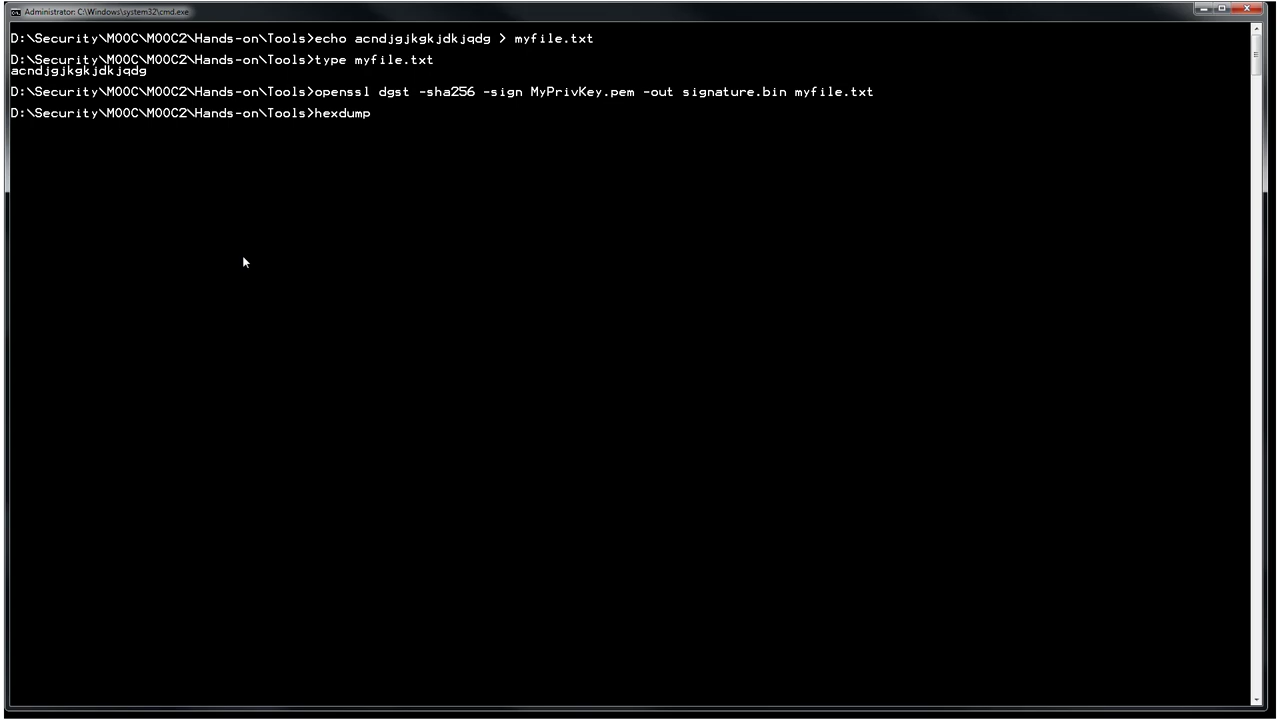 Administrator: C:\Windows\system32\cmd.exe
D:\Security\MOOC\MOOC2\Hands-on\Tools>echo acndjgjkgkjdkjqdg > myfile.txt
D:\Security\MOOC\MOOC2\Hands-on\Tools>type myfile.txt
acndjgjkgkjdkjqdg
D:\Security\MOOC\MOOC2\Hands-on\Tools>openssl dgst -sha256 -sign MyPrivKey.pem -out signature.bin myfile.txt
D:\Security\MOOC\MOOC2\Hands-on\Tools>hexdump